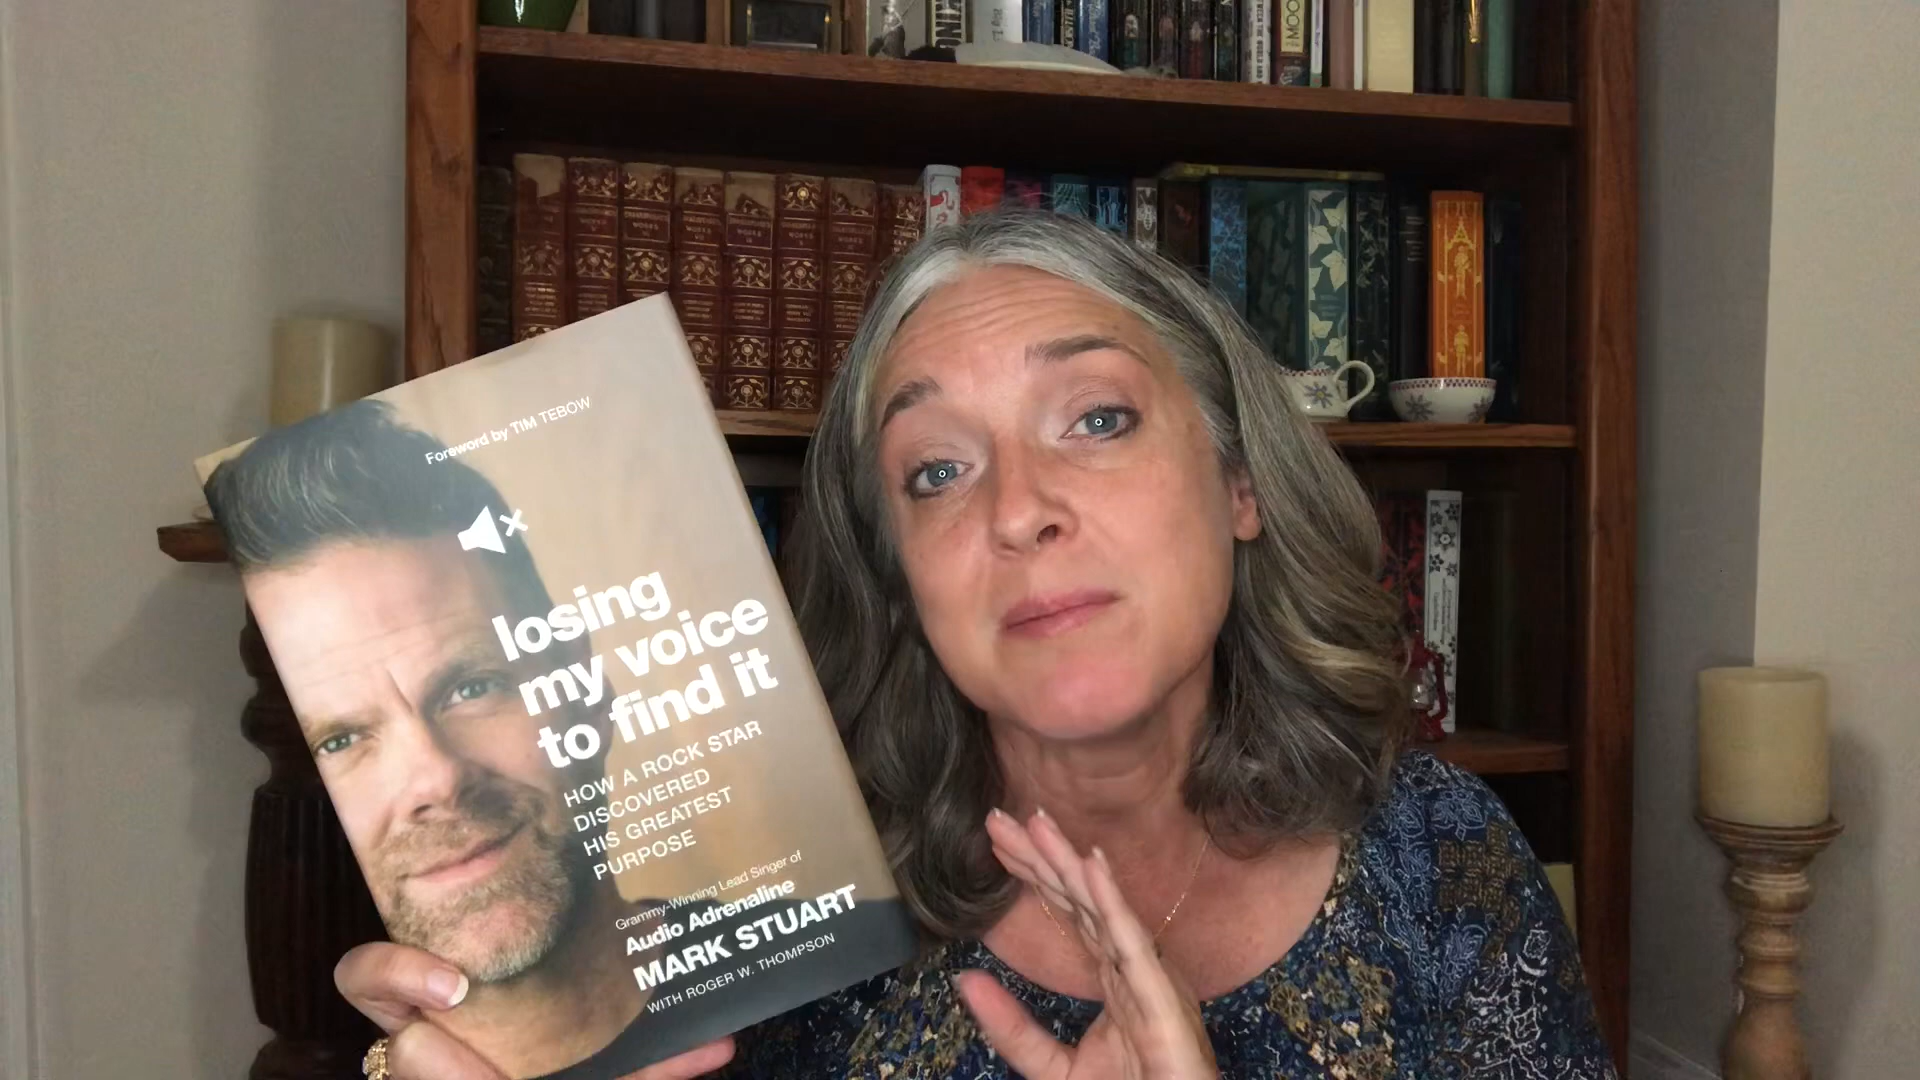 Foreword by TIM TEBOW
losing
my voice
to find it
HOW A ROCK STAR
DISCOVERED
HIS GREATEST
PURPOSE
Grammy-Winning Lead Singer of
Audio Adrenaline
MARK STUART
WITH ROGER W. THOMPSON